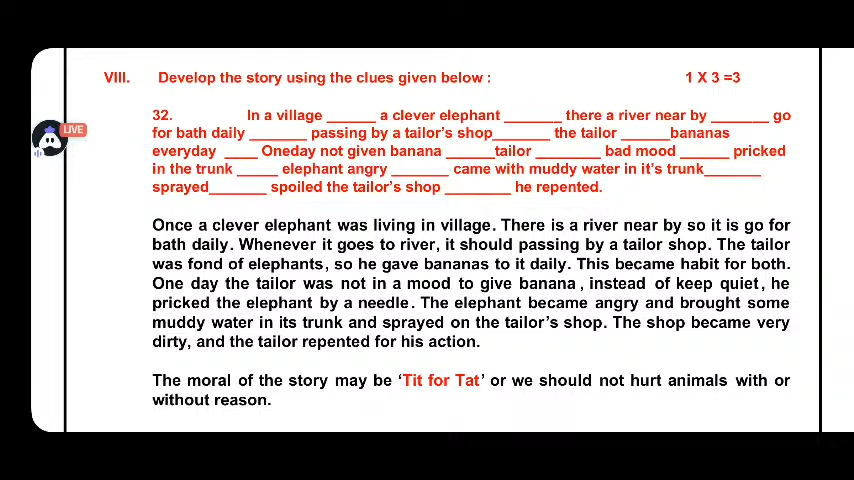 VIII. Develop the story using the clues given below : 1 X 3 =3
32. In a village ______ a clever elephant _______ there a river near by _______ go
for bath daily _______ passing by a tailor's shop_______ the tailor ______bananas
everyday ____ Oneday not given banana ______tailor ________ bad mood ______ pricked
in the trunk _____ elephant angry _______ came with muddy water in it's trunk_______
sprayed_______ spoiled the tailor's shop ________ he repented.
LIVE
Once a clever elephant was living in village. There is a river near by so it is go for
bath daily. Whenever it goes to river, it should passing by a tailor shop. The tailor
was fond of elephants, so he gave bananas to it daily. This became habit for both.
One day the tailor was not in a mood to give banana , instead of keep quiet, he
pricked the elephant by a needle. The elephant became angry and brought some
muddy water in its trunk and sprayed on the tailor's shop. The shop became very
dirty, and the tailor repented for his action.
The moral of the story may be ‘Tit for Tat’ or we should not hurt animals with or
without reason.